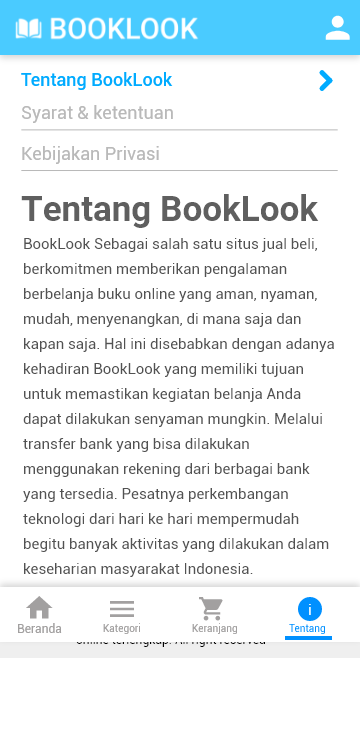 BOOKLOOK
Tentang BookLook
Syarat & ketentuan
Kebijakan Privasi
Tentang BookLook
BookLook Sebagai salah satu situs jual beli,
berkomitmen memberikan pengalaman
berbelanja buku online yang aman, nyaman,
mudah, menyenangkan, di mana saja dan
kapan saja. Hal ini disebabkan dengan adanya
kehadiran BookLook yang memiliki tujuan
untuk memastikan kegiatan belanja Anda
dapat dilakukan senyaman mungkin. Melalui
transfer bank yang bisa dilakukan
menggunakan rekening dari berbagai bank
yang tersedia. Pesatnya perkembangan
teknologi dari hari ke hari mempermudah
begitu banyak aktivitas yang dilakukan dalam
keseharian masyarakat Indonesia.
Beranda
Kategori
Keranjang
Tentang
online terlengkap. All right reserved